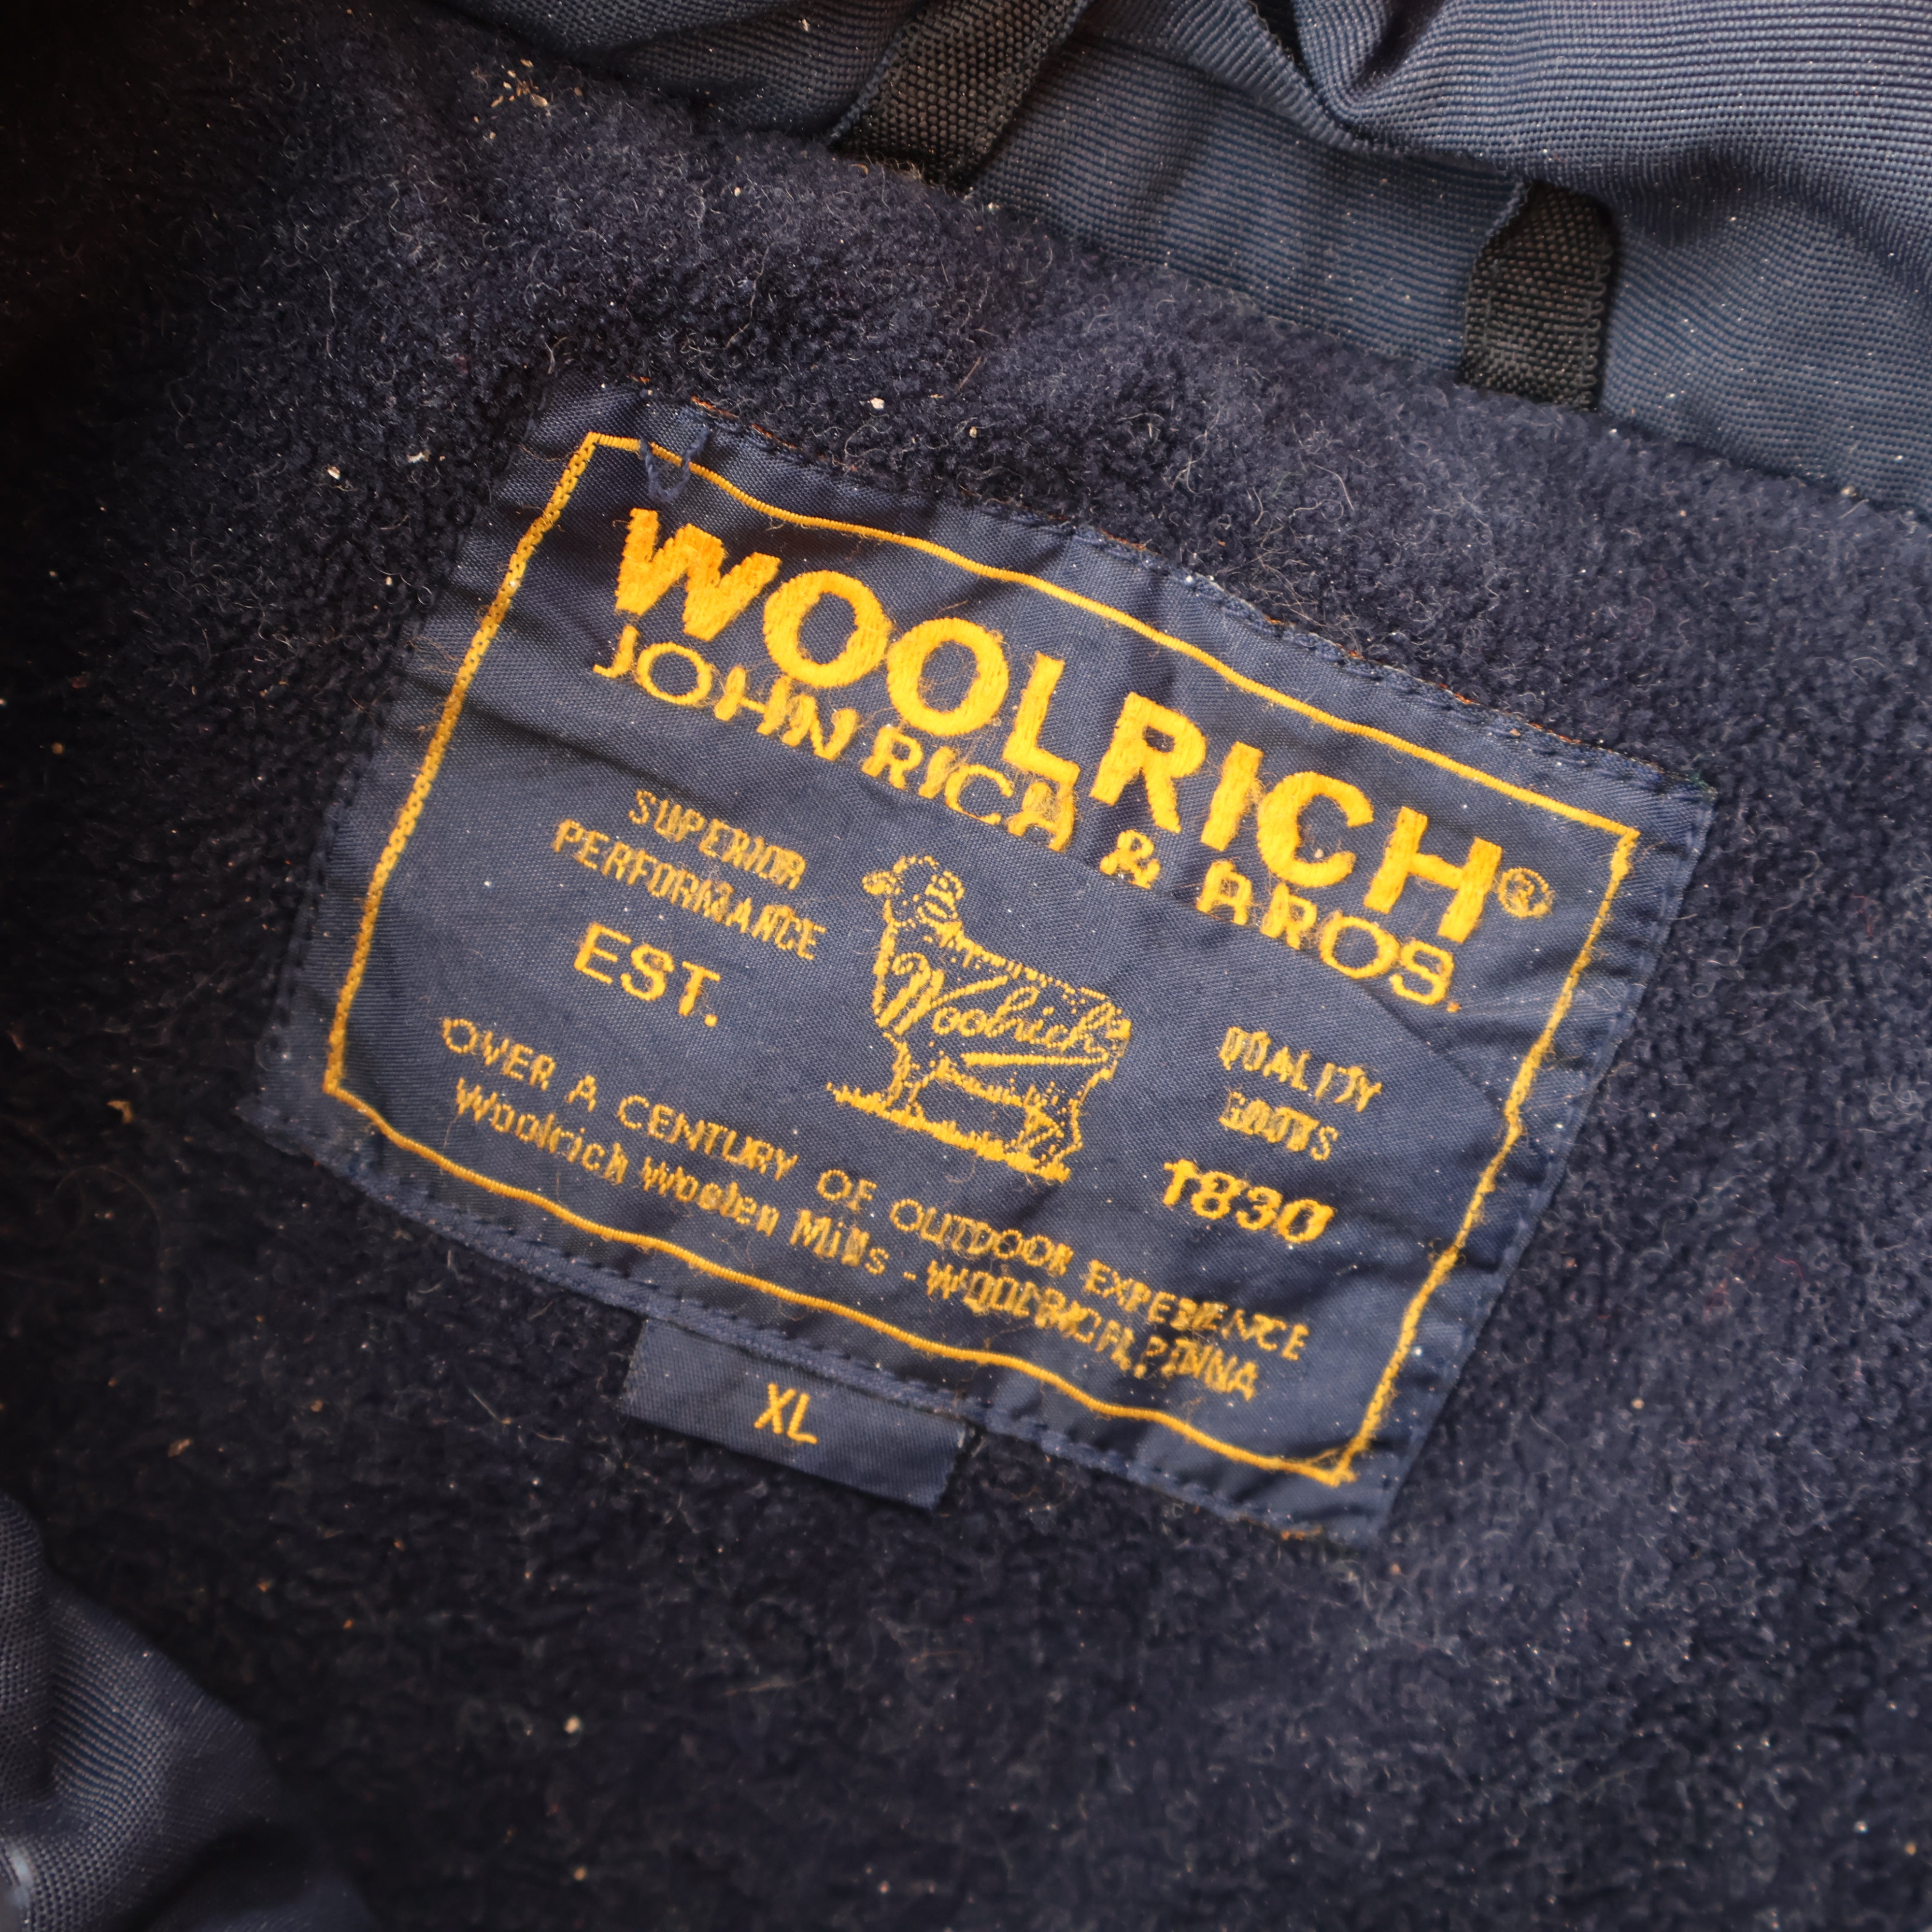 WOOLRICH®
JOHN RICH & BROS.
SUPERIOR
PERFORMANCE
EST.
Woolrich
QUALITY
GOODS
1830
OVER A CENTURY OF OUTDOOR EXPERIENCE
Woolrich Woolen Mills - WOOLRICH, PENNA
XL